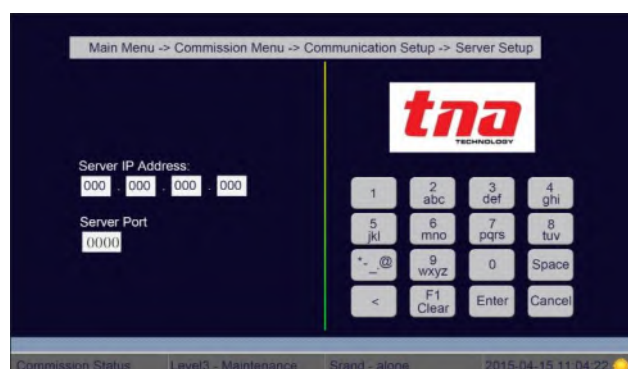 Main Menu -> Commission Menu -> Communication Setup -> Server Setup
tna
TECHNOLOGY
Server IP Address:
000 . 000 . 000 . 000
Server Port
0000
1
2
abc
3
def
4
ghi
5
jkl
6
mno
7
pqrs
8
tuv
*-_@
9
wxyz
0
Space
<
F1
Clear
Enter
Cancel
Commission Status Level3 - Maintenance Srand - alone 2015-04-15 11:04:22